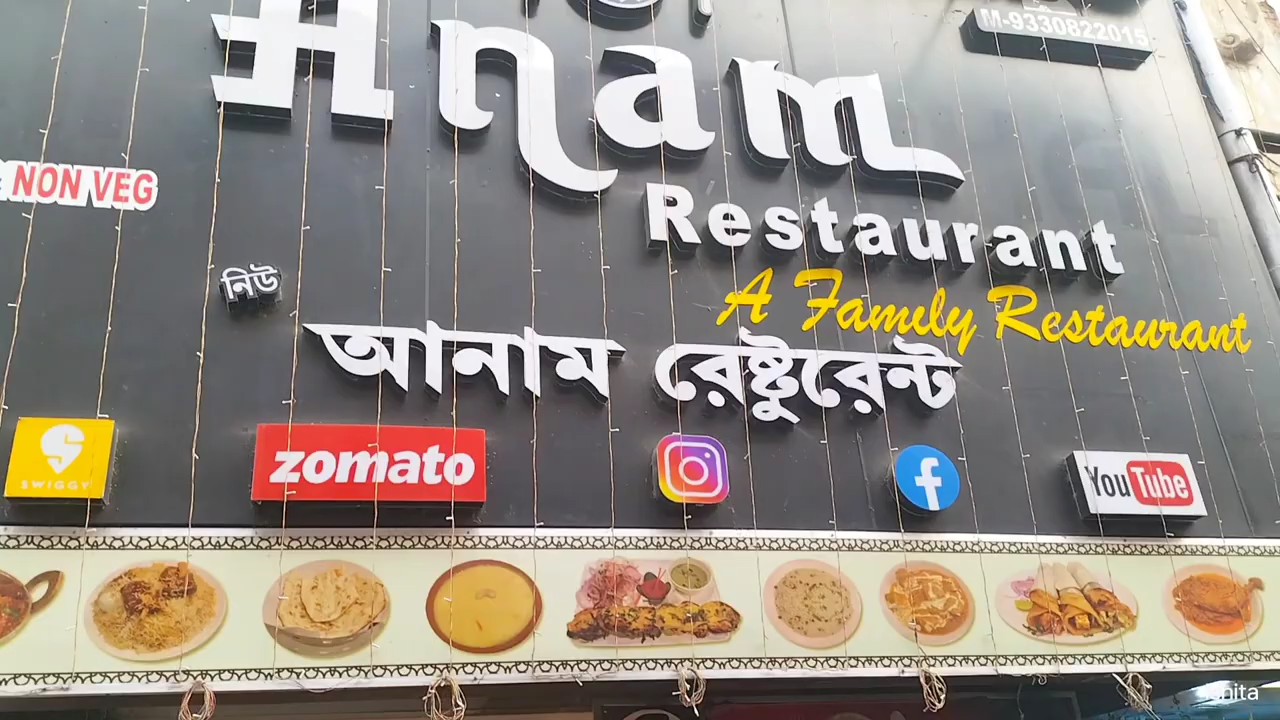 M-9330822015
Anam
NON VEG
Restaurant
A Family Restaurant
নিউ
আনাম রেষ্টুরেন্ট
SWIGGY
zomato
YouTube